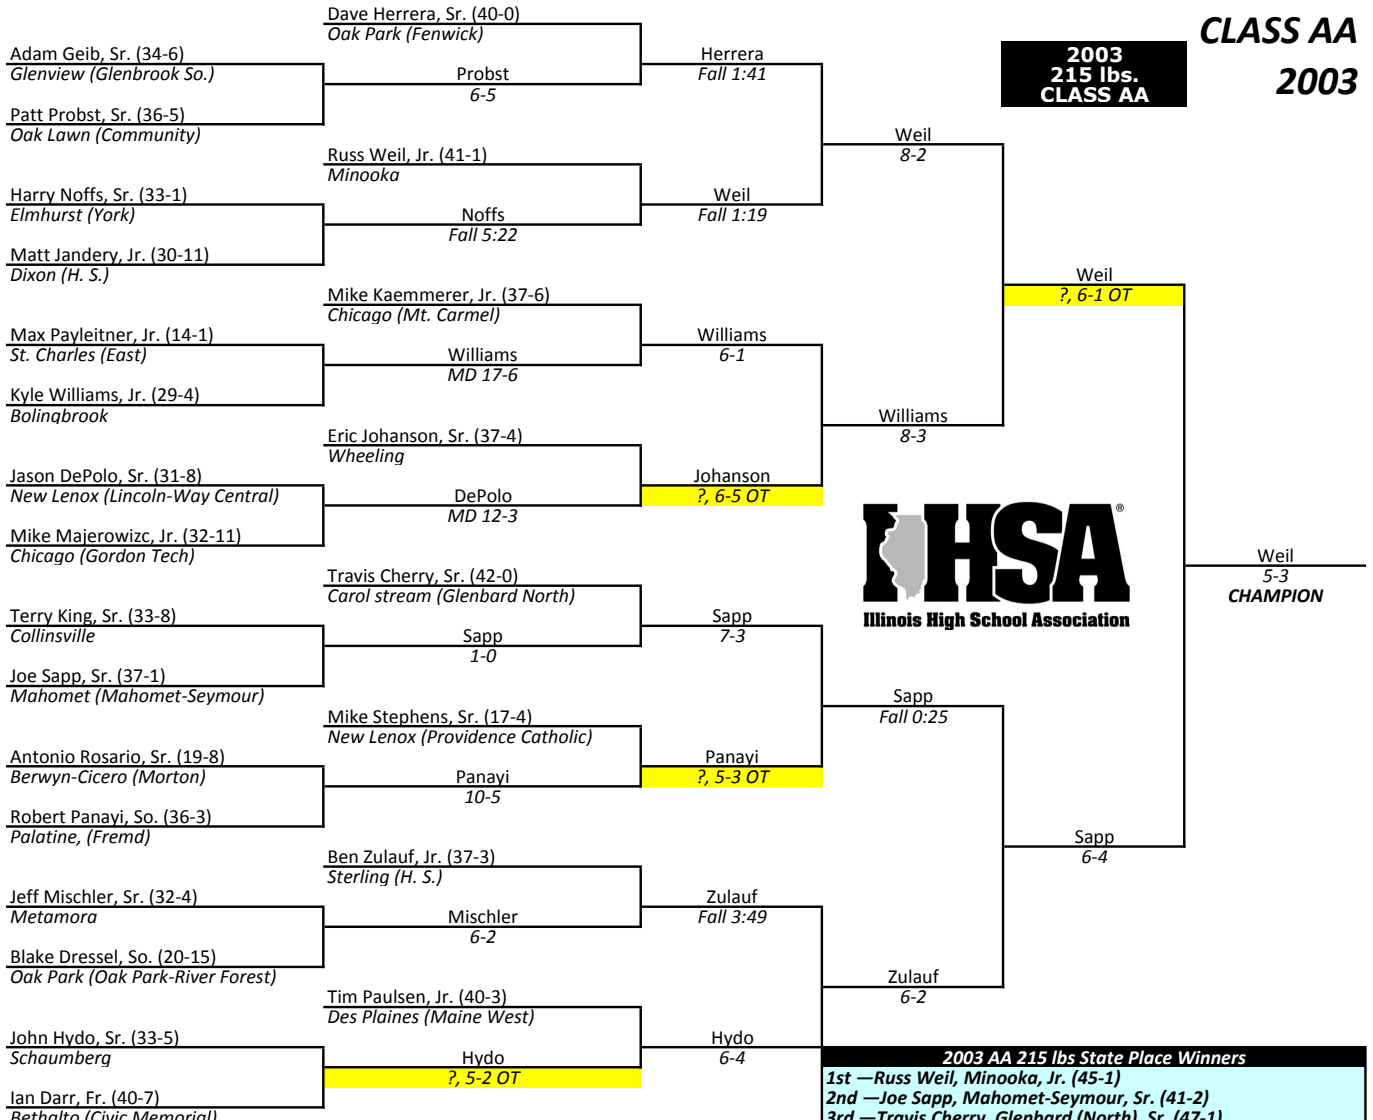 CLASS AA
2003
2003
215 lbs.
CLASS AA
Dave Herrera, Sr. (40-0)
Oak Park (Fenwick)
Adam Geib, Sr. (34-6)
Glenview (Glenbrook So.)
Herrera
Fall 1:41
Probst
6-5
Patt Probst, Sr. (36-5)
Oak Lawn (Community)
Weil
8-2
Russ Weil, Jr. (41-1)
Minooka
Harry Noffs, Sr. (33-1)
Elmhurst (York)
Weil
Fall 1:19
Noffs
Fall 5:22
Matt Jandery, Jr. (30-11)
Dixon (H. S.)
Weil
?, 6-1 OT
Mike Kaemmerer, Jr. (37-6)
Chicago (Mt. Carmel)
Max Payleitner, Jr. (14-1)
St. Charles (East)
Williams
6-1
Williams
MD 17-6
Kyle Williams, Jr. (29-4)
Bolingbrook
Williams
8-3
Eric Johanson, Sr. (37-4)
Wheeling
Jason DePolo, Sr. (31-8)
New Lenox (Lincoln-Way Central)
Johanson
?, 6-5 OT
DePolo
MD 12-3
Mike Majerowizc, Jr. (32-11)
Chicago (Gordon Tech)
IHSA®
Illinois High School Association
Weil
5-3
CHAMPION
Travis Cherry, Sr. (42-0)
Carol stream (Glenbard North)
Terry King, Sr. (33-8)
Collinsville
Sapp
7-3
Sapp
1-0
Joe Sapp, Sr. (37-1)
Mahomet (Mahomet-Seymour)
Sapp
Fall 0:25
Mike Stephens, Sr. (17-4)
New Lenox (Providence Catholic)
Antonio Rosario, Sr. (19-8)
Berwyn-Cicero (Morton)
Panayi
?, 5-3 OT
Panayi
10-5
Robert Panayi, So. (36-3)
Palatine, (Fremd)
Sapp
6-4
Ben Zulauf, Jr. (37-3)
Sterling (H. S.)
Jeff Mischler, Sr. (32-4)
Metamora
Zulauf
Fall 3:49
Mischler
6-2
Blake Dressel, So. (20-15)
Oak Park (Oak Park-River Forest)
Zulauf
6-2
Tim Paulsen, Jr. (40-3)
Des Plaines (Maine West)
John Hydo, Sr. (33-5)
Schaumberg
Hydo
6-4
Hydo
?, 5-2 OT
Ian Darr, Fr. (40-7)
Bethalto (Civic Memorial)
2003 AA 215 lbs State Place Winners
1st —Russ Weil, Minooka, Jr. (45-1)
2nd —Joe Sapp, Mahomet-Seymour, Sr. (41-2)
3rd —Travis Cherry, Glenbard (North), Sr. (47-1)